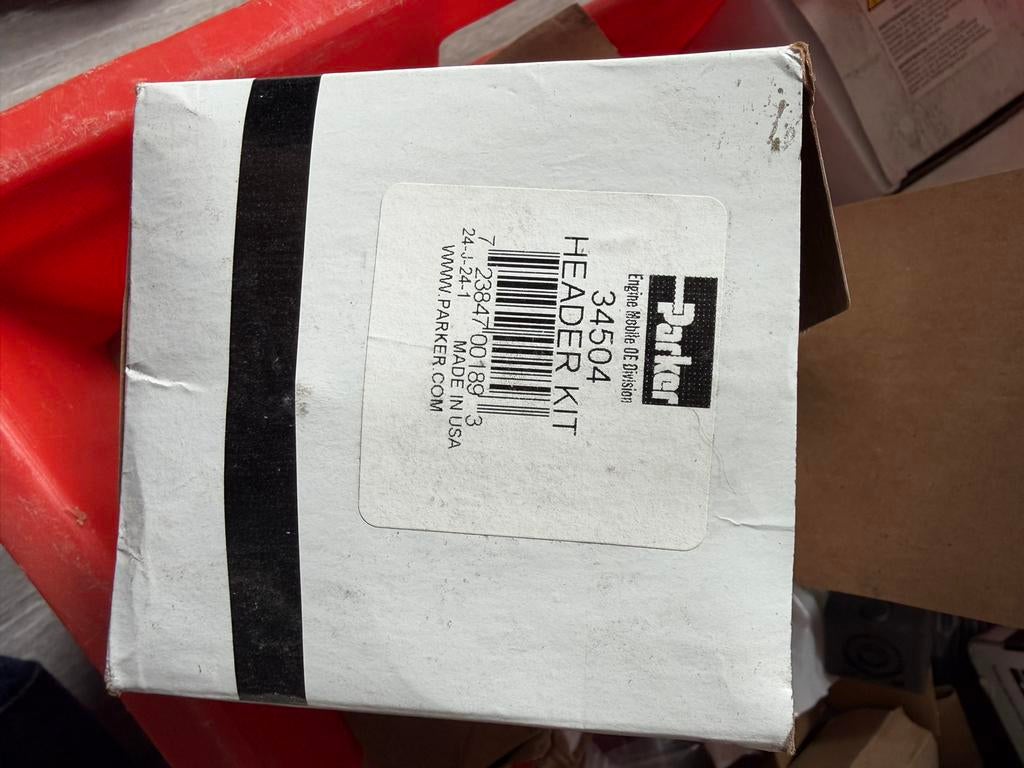 Parker
Engine Mobile OE Division
34504
HEADER KIT
7 23847 00189 3
24-J-24-1 MADE IN USA
WWW.PARKER.COM